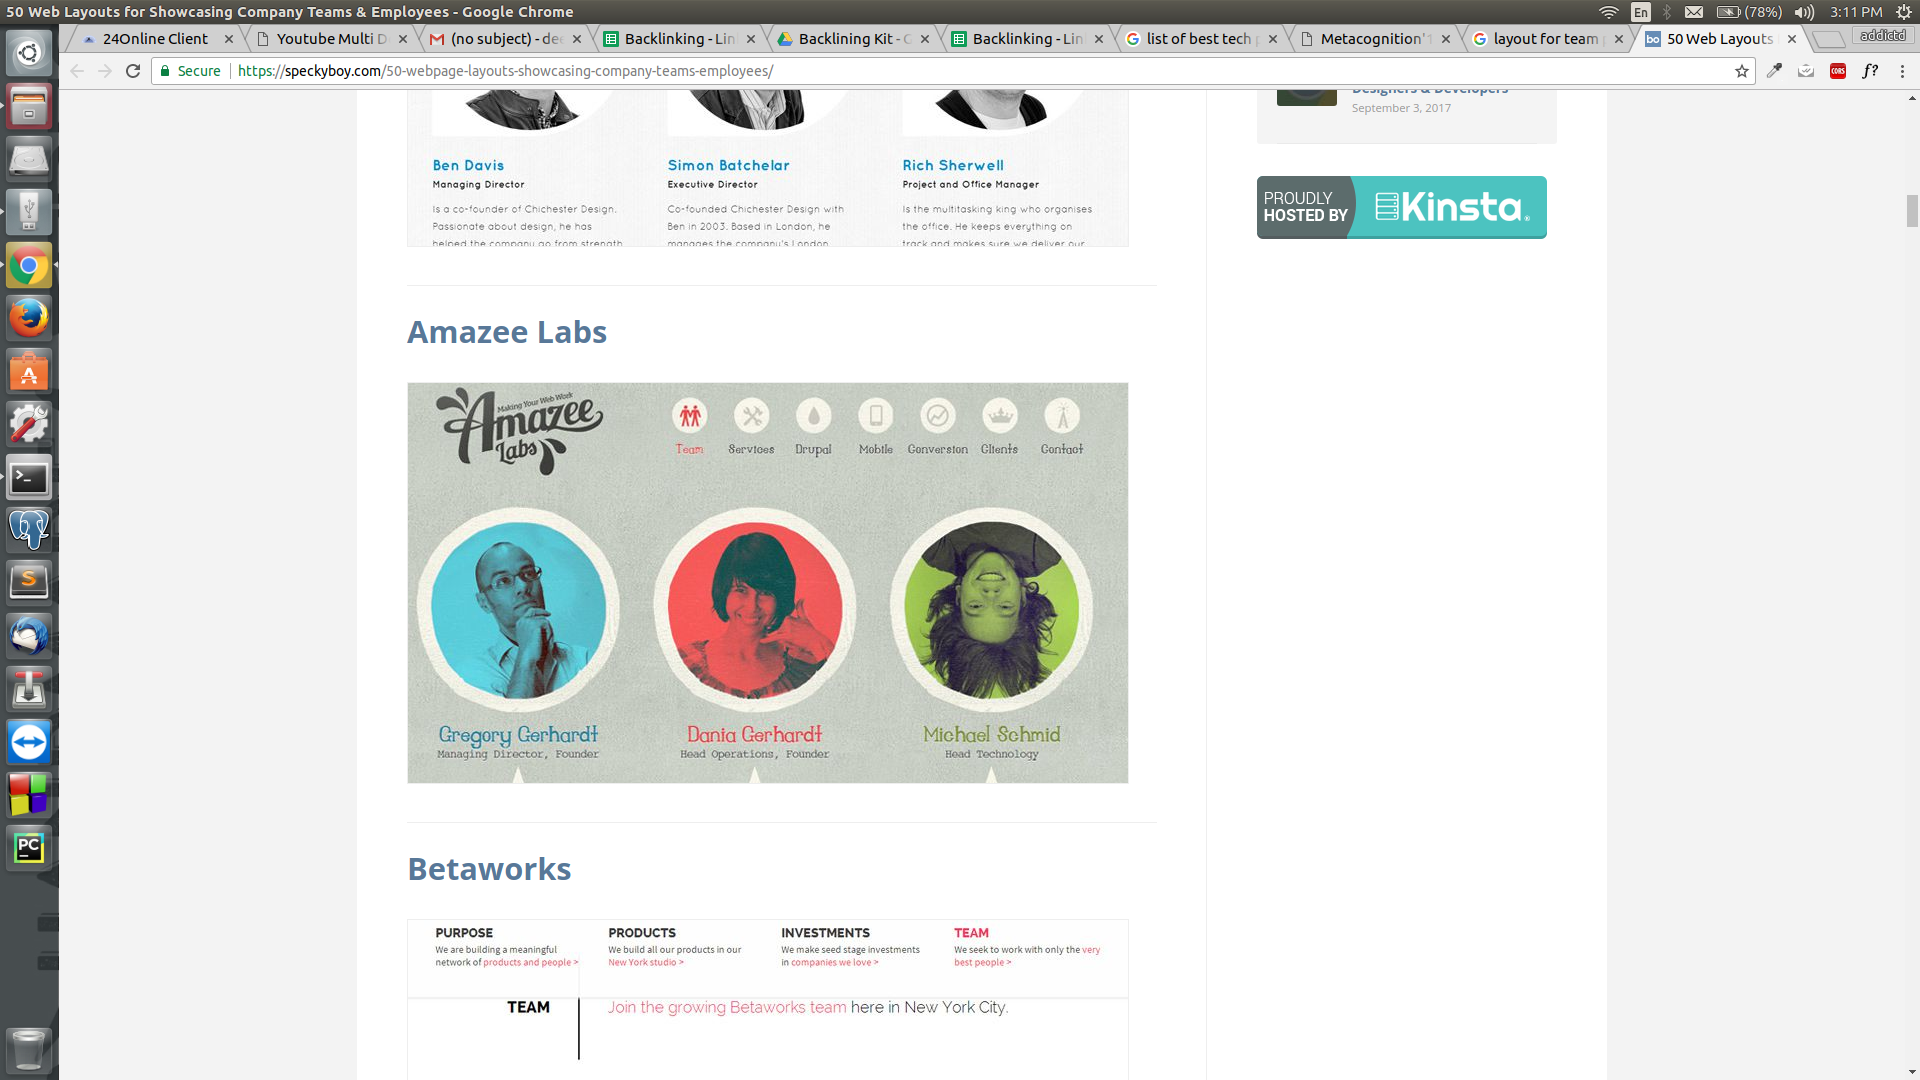 50 Web Layouts for Showcasing Company Teams & Employees - Google Chrome
En
(78%)
3:11 PM
24Online Client
Youtube Multi D
(no subject) - de
Backlinking - Lin
Backlining Kit - G
Backlinking - Lin
list of best tech p
Metacognition'1
layout for team p
50 Web Layouts
addictd
Secure
https://speckyboy.com/50-webpage-layouts-showcasing-company-teams-employees/
CORS
f?
Designers & Developers
September 3, 2017
PROUDLY
HOSTED BY
Kinsta
Ben Davis
Managing Director
Is a co-founder of Chichester Design.
Passionate about design, he has
helped the company go from strength
Simon Batchelar
Executive Director
Co-founded Chichester Design with
Ben in 2003. Based in London, he
manages the company's London
Rich Sherwell
Project and Office Manager
Is the multitasking king who organises
the office. He keeps everything on
track and makes sure we deliver our
Amazee Labs
Making Your Web Work
Amazee
Labs
Team
Services
Drupal
Mobile
Conversion
Clients
Contact
Gregory Gerhardt
Managing Director, Founder
Dania Gerhardt
Head Operations, Founder
Michael Schmid
Head Technology
Betaworks
PURPOSE
We are building a meaningful
network of products and people >
PRODUCTS
We build all our products in our
New York studio >
INVESTMENTS
We make seed stage investments
in companies we love >
TEAM
We seek to work with only the very
best people >
TEAM
Join the growing Betaworks team here in New York City.
PC